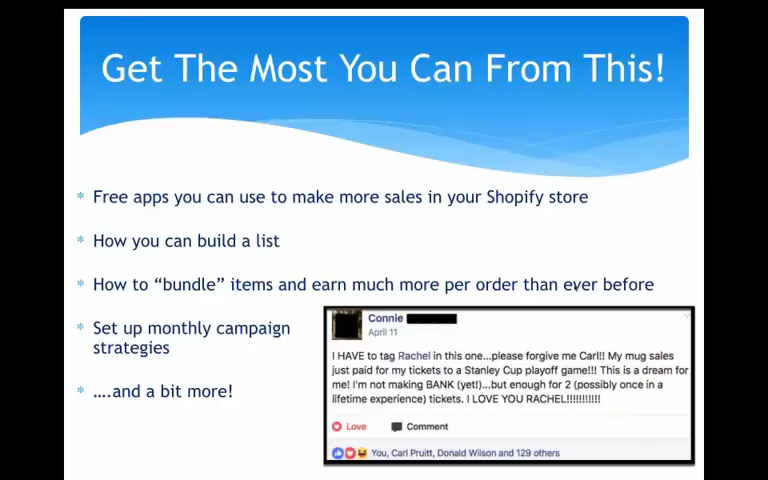 Get The Most You Can From This!
* Free apps you can use to make more sales in your Shopify store
* How you can build a list
* How to “bundle” items and earn much more per order than ever before
* Set up monthly campaign
strategies
* ….and a bit more!
Connie
April 11
I HAVE to tag Rachel in this one...please forgive me Carl!! My mug sales
just paid for my tickets to a Stanley Cup playoff game!!! This is a dream for
me! I'm not making BANK (yet!)...but enough for 2 (possibly once in a
lifetime experience) tickets. I LOVE YOU RACHEL!!!!!!!!!!!
Love Comment
You, Carl Pruitt, Donald Wilson and 129 others